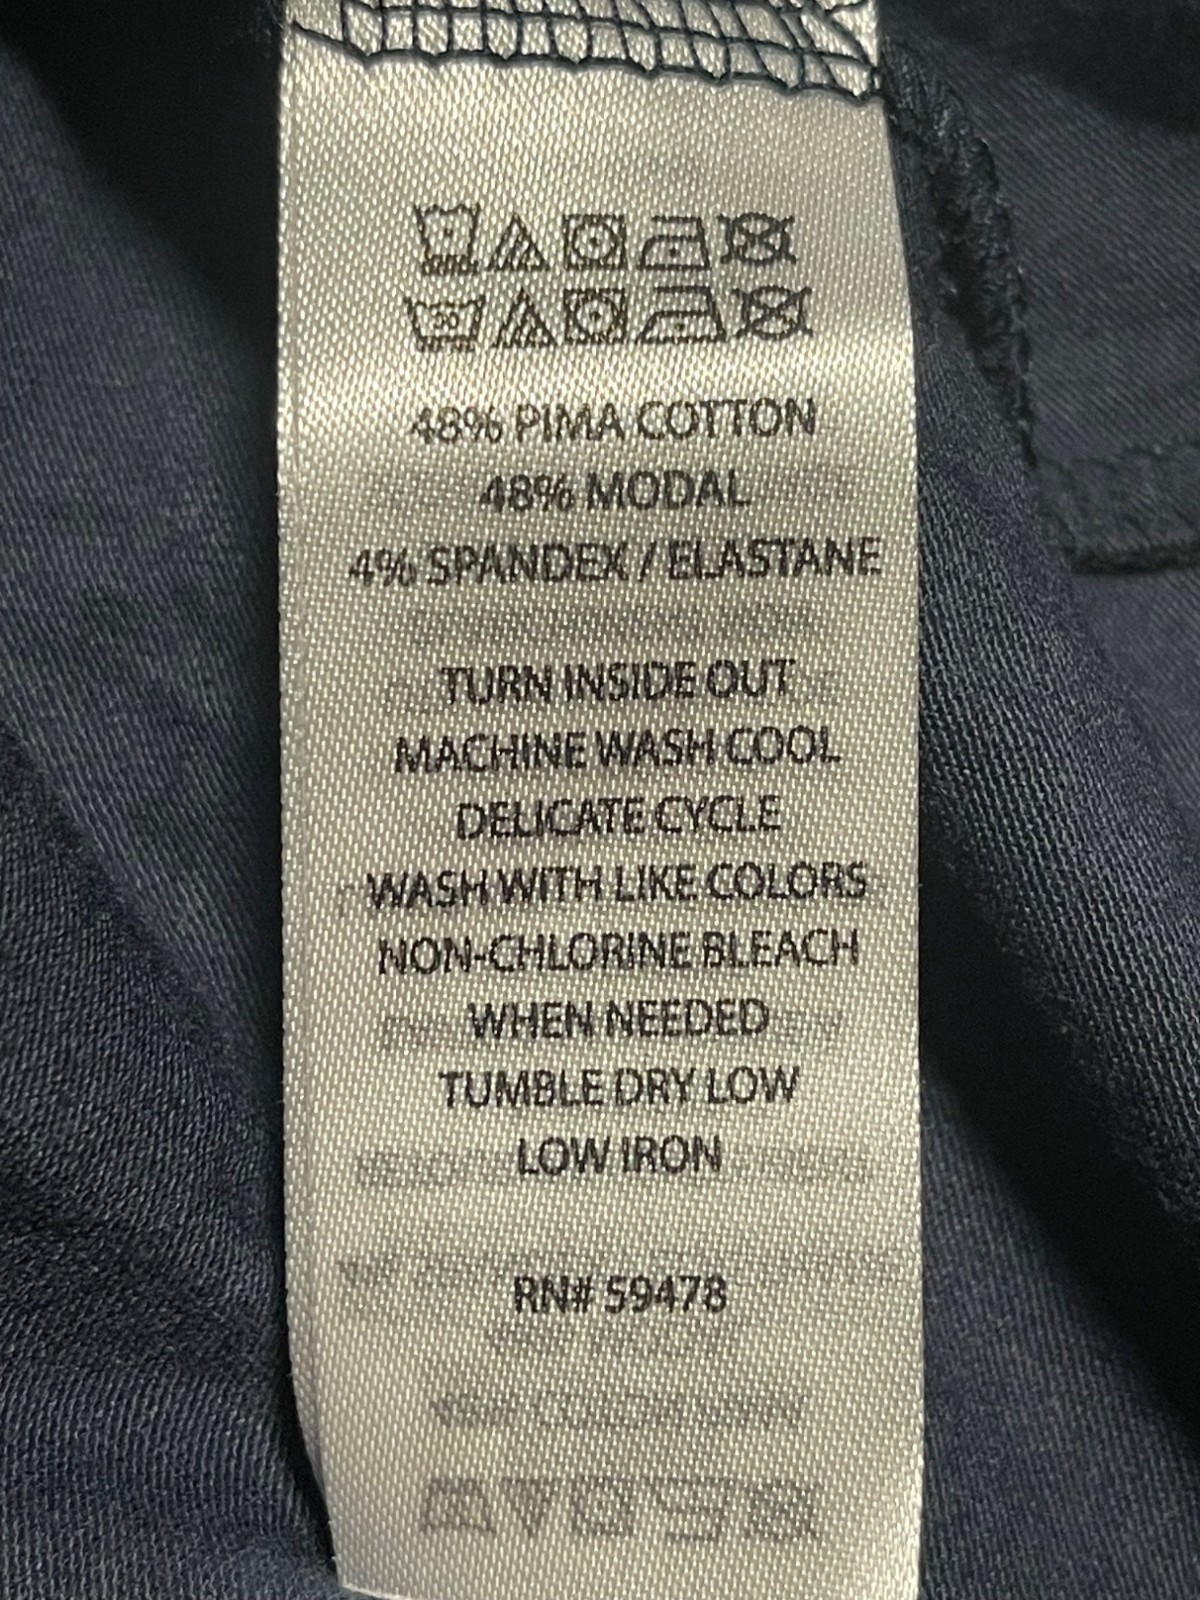 30
48% PIMA COTTON
48% MODAL
4% SPANDEX / ELASTANE
TURN INSIDE OUT
MACHINE WASH COOL
DELICATE CYCLE
WASH WITH LIKE COLORS
NON-CHLORINE BLEACH
WHEN NEEDED
TUMBLE DRY LOW
LOW IRON
RN# 59478